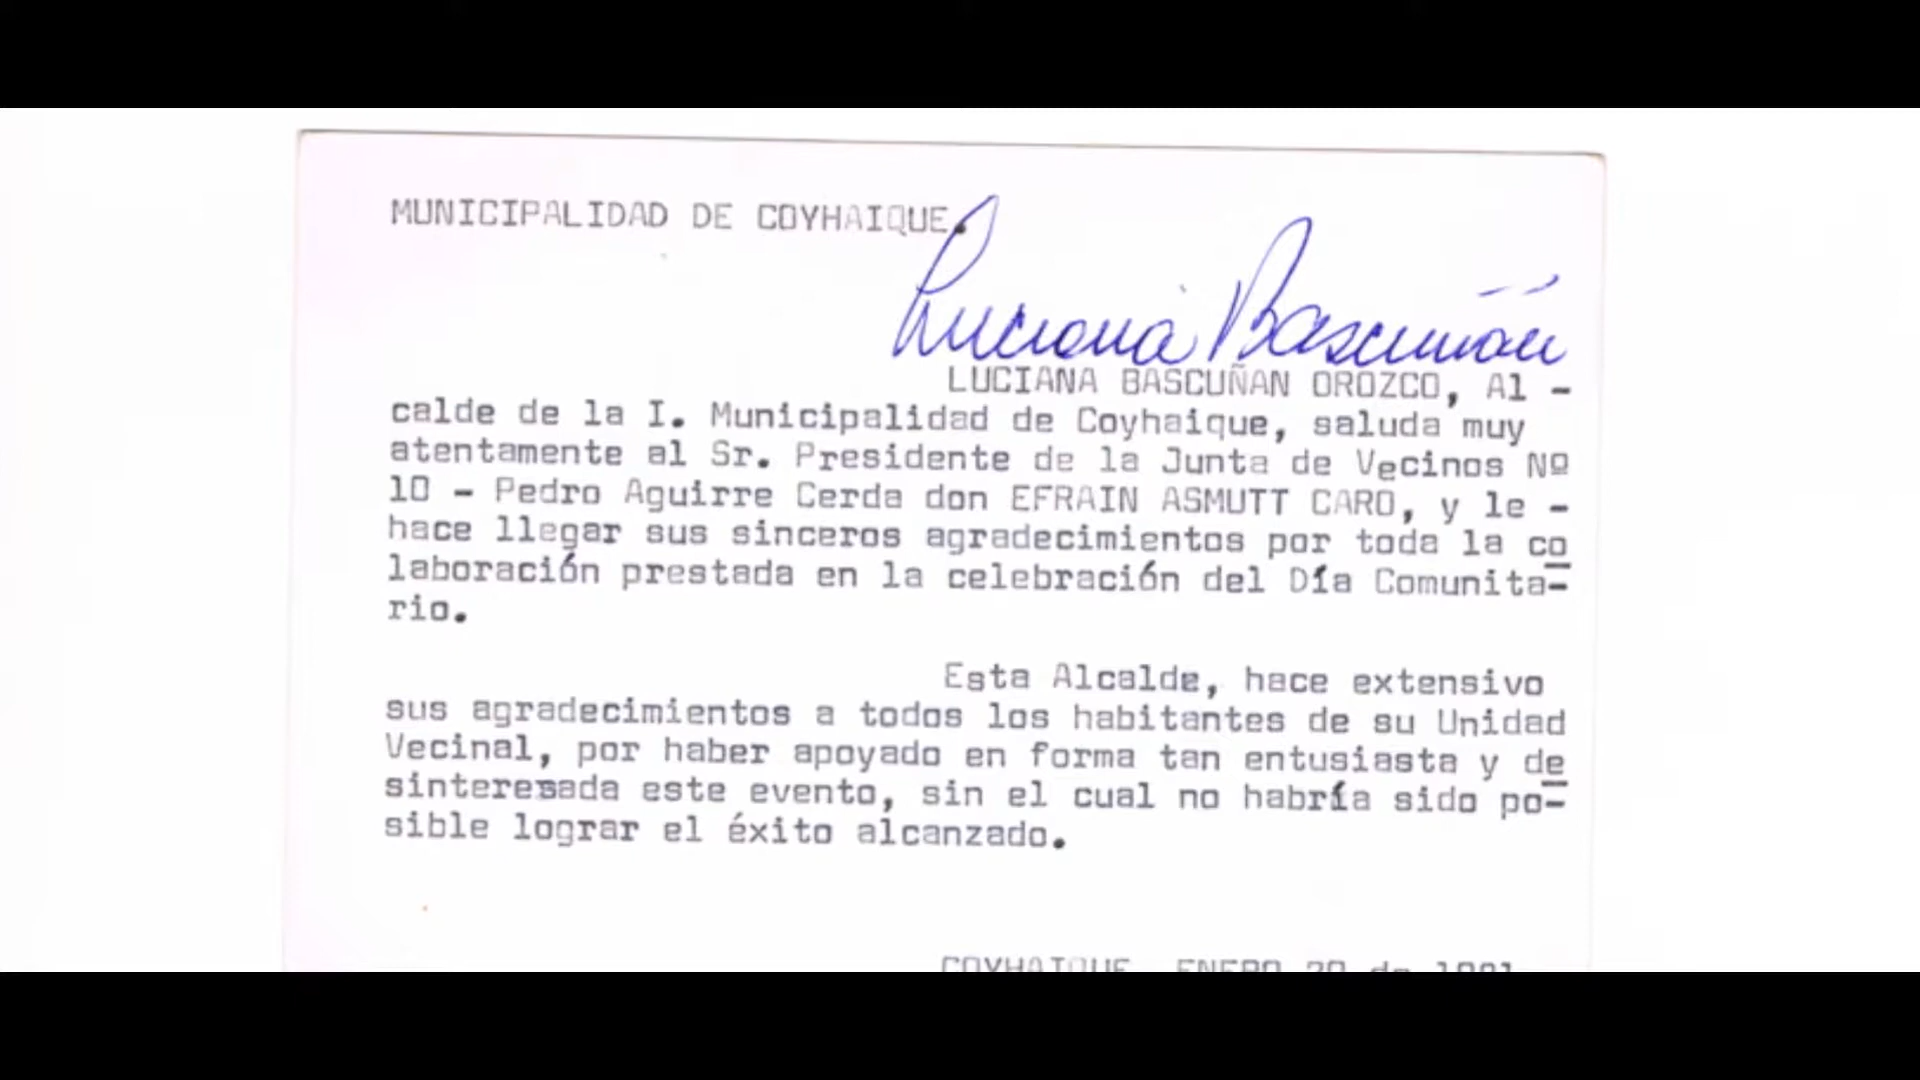 MUNICIPALIDAD DE COYHAIQUE.
Luciana Bascuñán
LUCIANA BASCUÑAN OROZCO, Al -
calde de la I. Municipalidad de Coyhaique, saluda muy
atentamente al Sr. Presidente de la Junta de Vecinos Nº
10 - Pedro Aguirre Cerda don EFRAIN ASMUTT CARO, y le -
hace llegar sus sinceros agradecimientos por toda la co
laboración prestada en la celebración del Día Comunita-
rio.
Esta Alcalde, hace extensivo
sus agradecimientos a todos los habitantes de su Unidad
Vecinal, por haber apoyado en forma tan entusiasta y de
sinteresada este evento, sin el cual no habría sido po-
sible lograr el éxito alcanzado.
COYHAIQUE, ENERO de